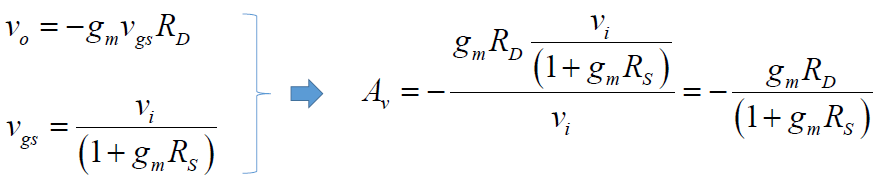 v_o = −g_m v_gs R_D
v_gs = v_i / (1 + g_m R_S)
A_v = − (g_m R_D v_i / (1 + g_m R_S)) / v_i = − g_m R_D / (1 + g_m R_S)